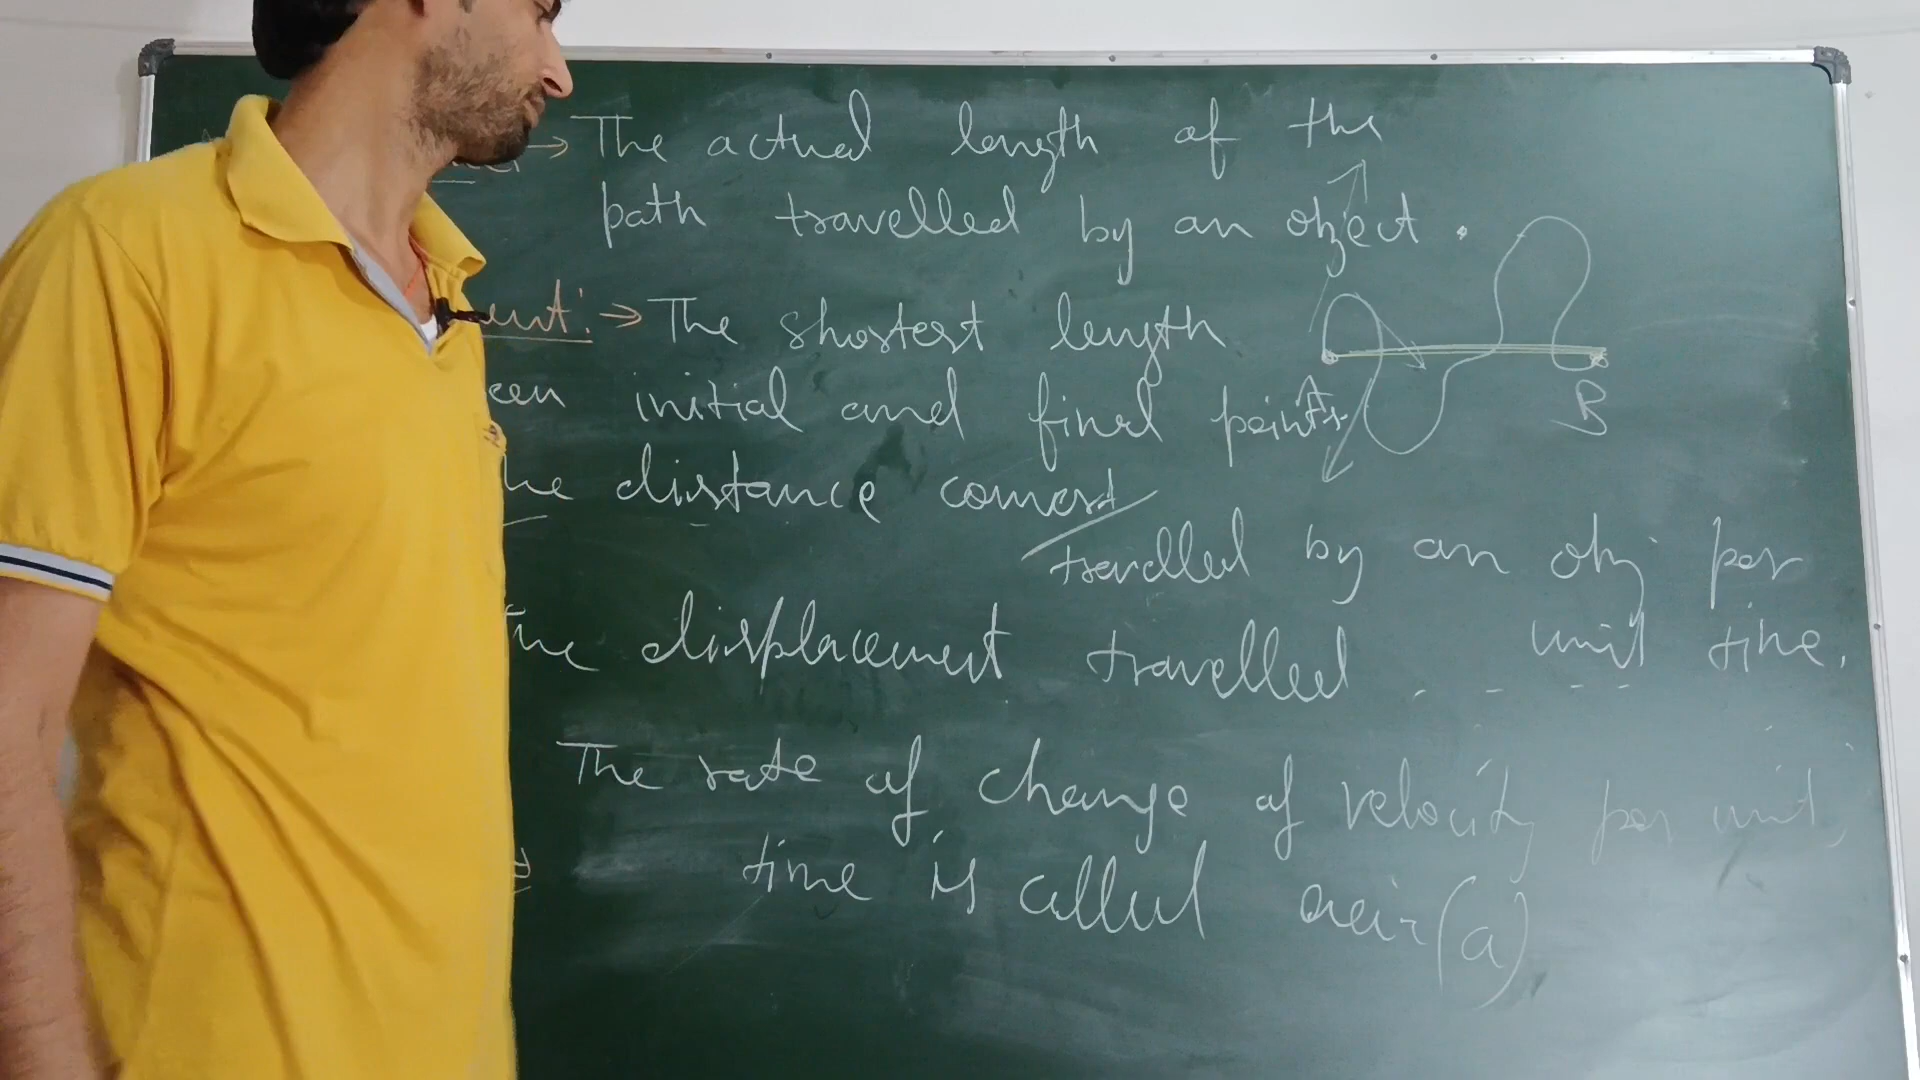 → The actual length of the
path travelled by an object.
ent: → The shortest length
een initial and final points.
he distance covers
travelled by an obj per
unit time.
The displacement travelled - - - -
The rate of change of velocity per unit
time is called (a)
A
B